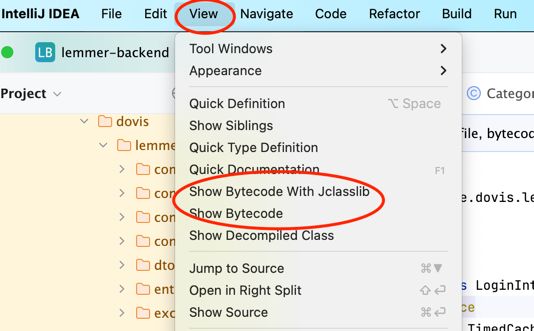 IntelliJ IDEA File Edit View Navigate Code Refactor Build Run
LB lemmer-backend
Project
dovis
lemme
con
con
con
con
dto
ent
exc
Tool Windows
Appearance
Quick Definition ⌥ Space
Show Siblings
Quick Type Definition
Quick Documentation F1
Show Bytecode With Jclasslib
Show Bytecode
Show Decompiled Class
Jump to Source ⌘▼
Open in Right Split ⇧⏎
Show Source ⌘⏎
© Categor
file, bytecod
e.dovis.le
s LoginInt
ce
TimedCach